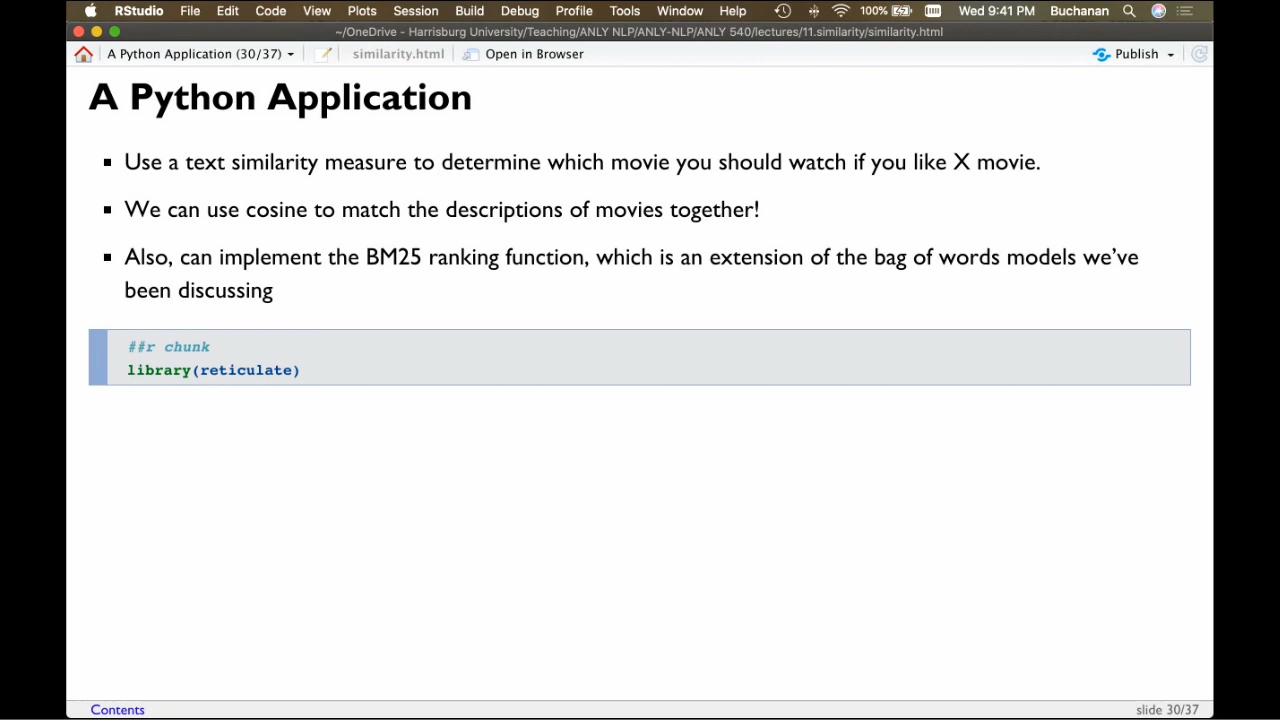 RStudio File Edit Code View Plots Session Build Debug Profile Tools Window Help 100% Wed 9:41 PM Buchanan
~/OneDrive - Harrisburg University/Teaching/ANLY NLP/ANLY-NLP/ANLY 540/lectures/11.similarity/similarity.html
A Python Application (30/37) similarity.html Open in Browser Publish
A Python Application
Use a text similarity measure to determine which movie you should watch if you like X movie.
We can use cosine to match the descriptions of movies together!
Also, can implement the BM25 ranking function, which is an extension of the bag of words models we’ve
been discussing
##r chunk
library(reticulate)
Contents slide 30/37